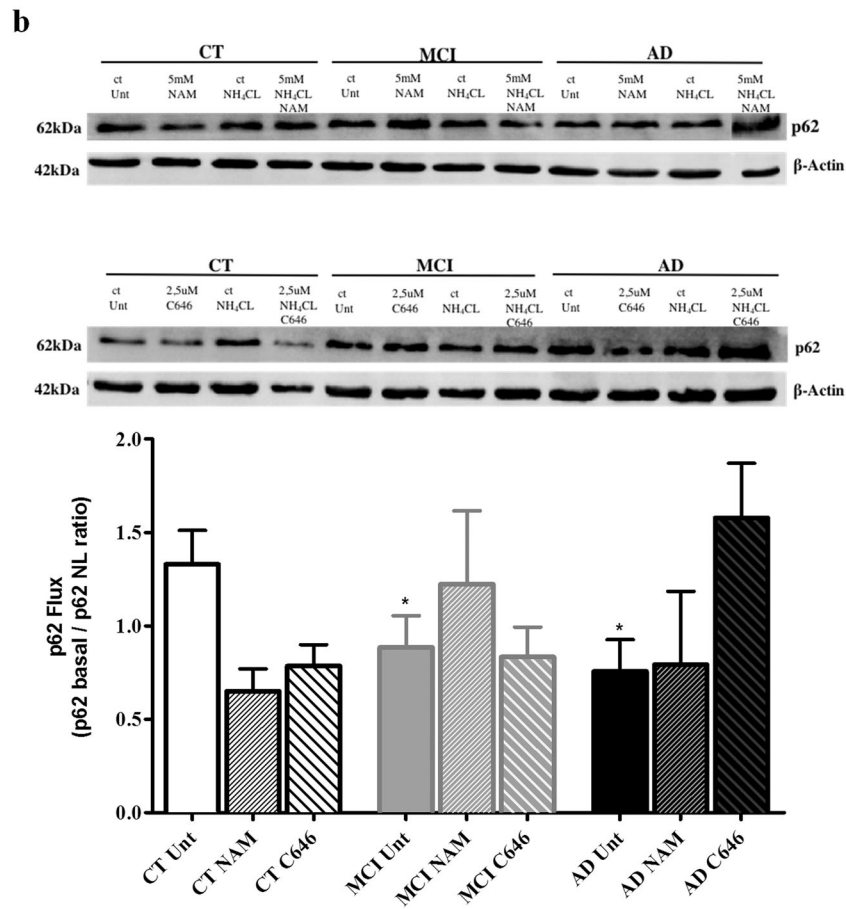 b
CT MCI AD
ct 5mM ct 5mM ct 5mM ct 5mM ct 5mM ct 5mM
Unt NAM NH₄CL NH₄CL Unt NAM NH₄CL NH₄CL Unt NAM NH₄CL NH₄CL
NAM NAM NAM
62kDa p62
42kDa β-Actin
CT MCI AD
ct 2,5uM ct 2,5uM ct 2,5uM ct 2,5uM ct 2,5uM ct 2,5uM
Unt C646 NH₄CL NH₄CL Unt C646 NH₄CL NH₄CL Unt C646 NH₄CL NH₄CL
C646 C646 C646
62kDa p62
42kDa β-Actin
p62 Flux
(p62 basal / p62 NL ratio)
2.0
1.5
1.0
0.5
0.0
*
*
CT Unt CT NAM CT C646 MCI Unt MCI NAM MCI C646 AD Unt AD NAM AD C646